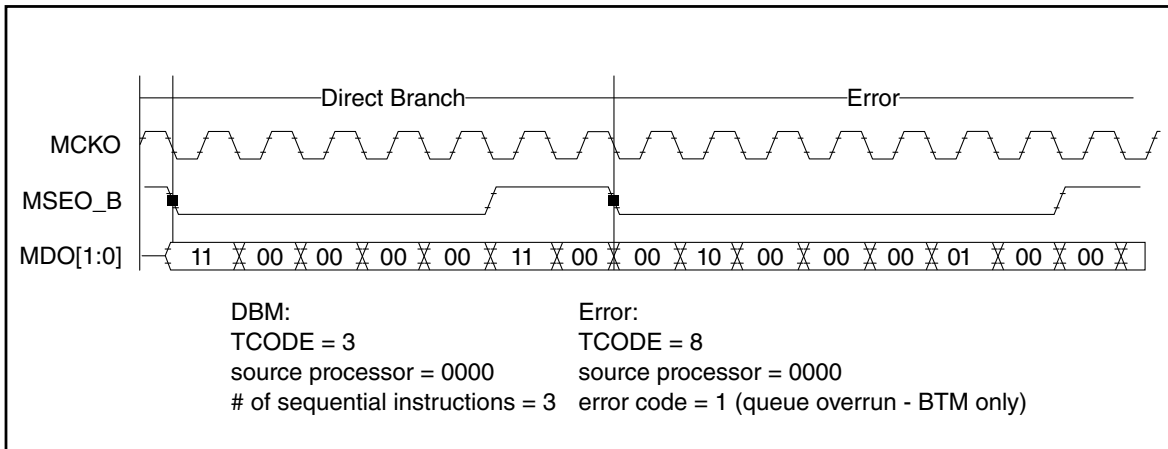 Direct Branch Error
MCKO
MSEO_B
MDO[1:0] 11 00 00 00 00 11 00 00 10 00 00 00 01 00 00
DBM:
TCODE = 3
source processor = 0000
# of sequential instructions = 3
Error:
TCODE = 8
source processor = 0000
error code = 1 (queue overrun - BTM only)